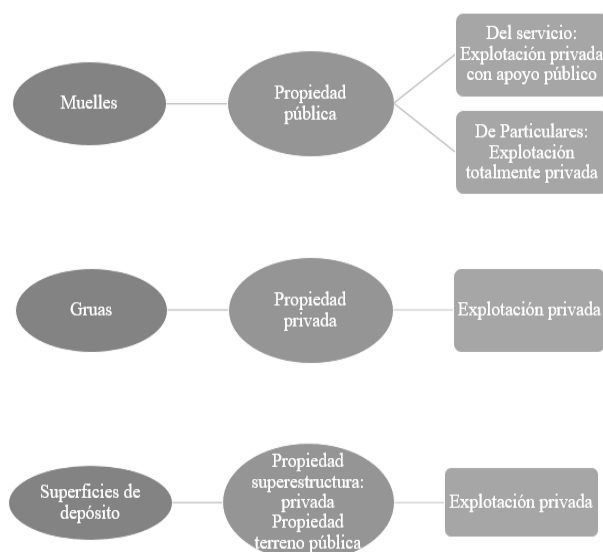 Muelles
Propiedad
pública
Del servicio:
Explotación privada
con apoyo público
De Particulares:
Explotación
totalmente privada
Gruas
Propiedad
privada
Explotación privada
Superficies de
depósito
Propiedad
superestructura:
privada
Propiedad
terreno pública
Explotación privada